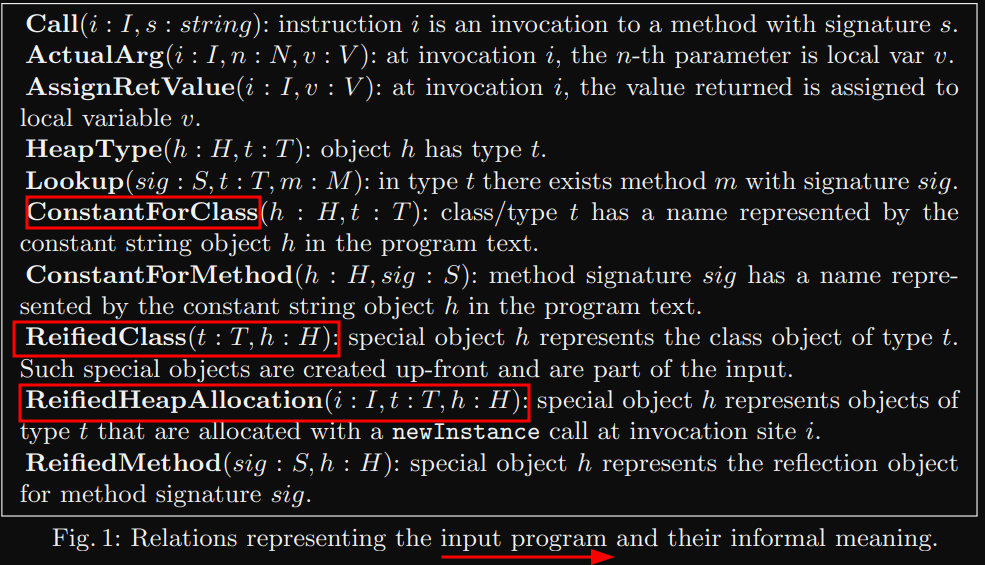 Call(i : I, s : string): instruction i is an invocation to a method with signature s.
ActualArg(i : I, n : N, v : V): at invocation i, the n-th parameter is local var v.
AssignRetValue(i : I, v : V): at invocation i, the value returned is assigned to
local variable v.
HeapType(h : H, t : T): object h has type t.
Lookup(sig : S, t : T, m : M): in type t there exists method m with signature sig.
ConstantForClass(h : H, t : T): class/type t has a name represented by the
constant string object h in the program text.
ConstantForMethod(h : H, sig : S): method signature sig has a name repre-
sented by the constant string object h in the program text.
ReifiedClass(t : T, h : H): special object h represents the class object of type t.
Such special objects are created up-front and are part of the input.
ReifiedHeapAllocation(i : I, t : T, h : H): special object h represents objects of
type t that are allocated with a newInstance call at invocation site i.
ReifiedMethod(sig : S, h : H): special object h represents the reflection object
for method signature sig.
Fig. 1: Relations representing the input program and their informal meaning.